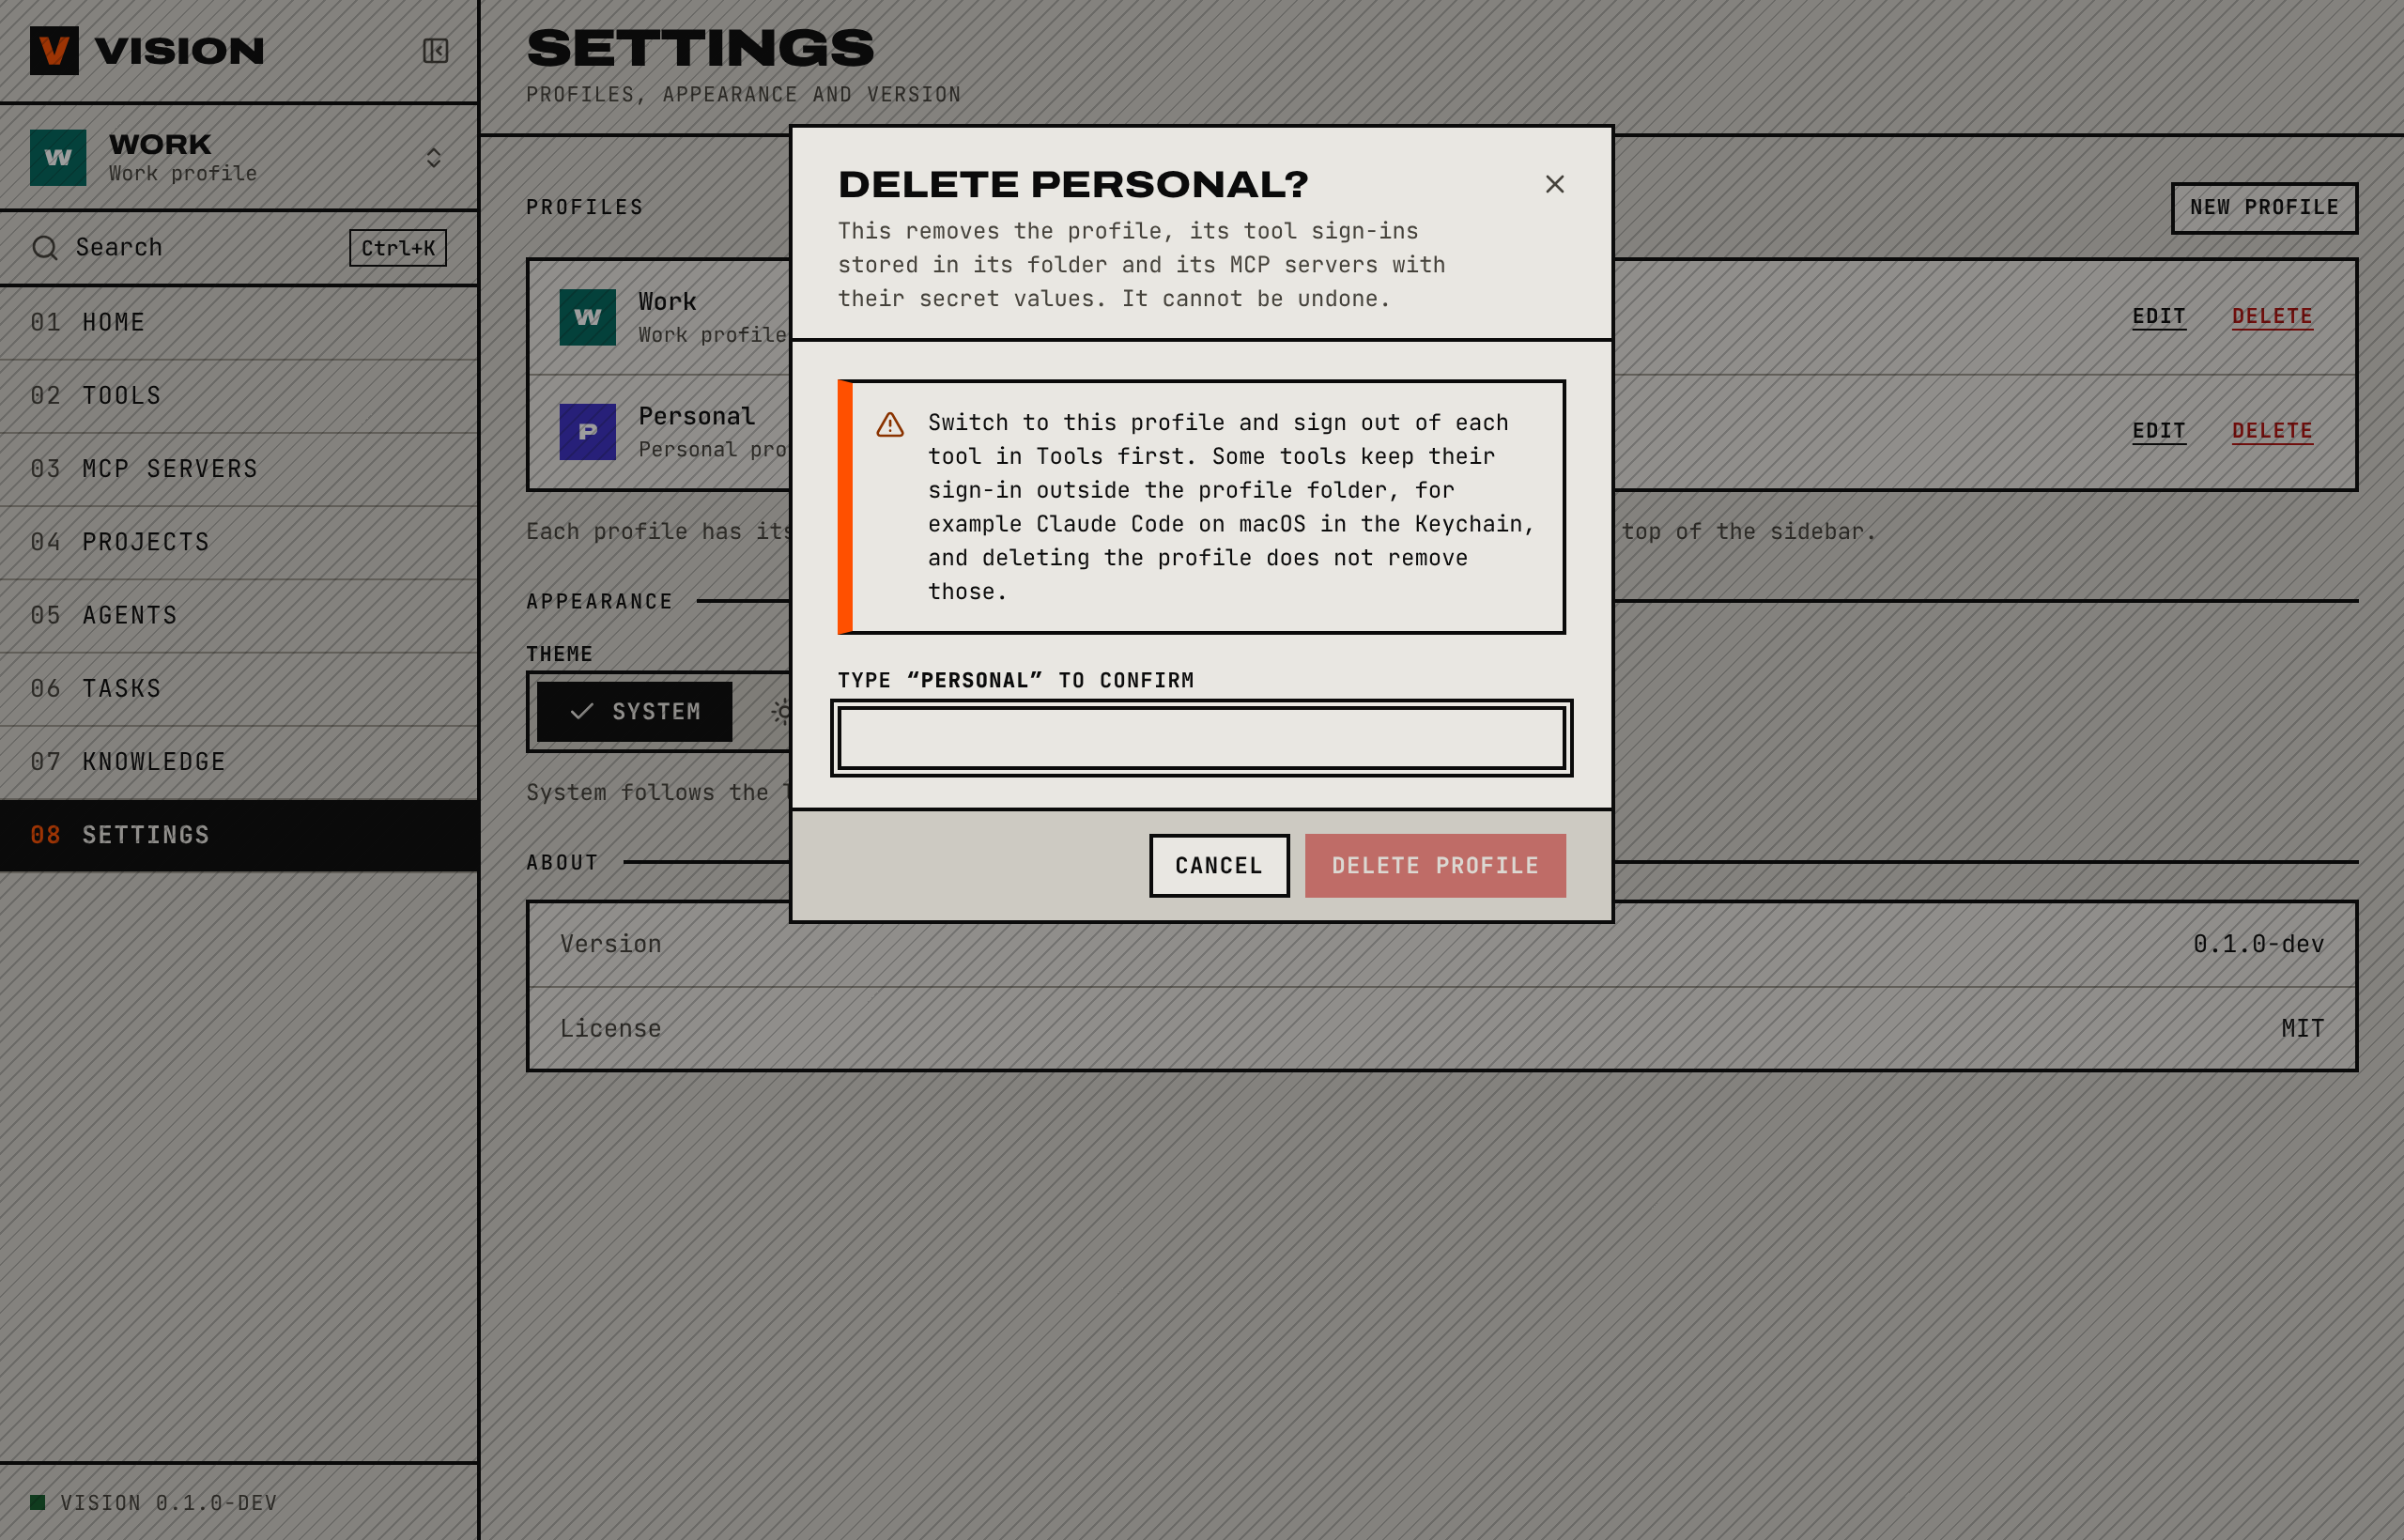 V VISION
W WORK
Work profile
Search Ctrl+K
01 HOME
02 TOOLS
03 MCP SERVERS
04 PROJECTS
05 AGENTS
06 TASKS
07 KNOWLEDGE
08 SETTINGS
VISION 0.1.0-DEV
SETTINGS
PROFILES, APPEARANCE AND VERSION
PROFILES
NEW PROFILE
W Work
Work profile
EDIT DELETE
P Personal
Personal
EDIT DELETE
Each profile has its
top of the sidebar.
APPEARANCE
THEME
SYSTEM
System follows the
ABOUT
Version 0.1.0-dev
License MIT
DELETE PERSONAL?
This removes the profile, its tool sign-ins
stored in its folder and its MCP servers with
their secret values. It cannot be undone.
Switch to this profile and sign out of each
tool in Tools first. Some tools keep their
sign-in outside the profile folder, for
example Claude Code on macOS in the Keychain,
and deleting the profile does not remove
those.
TYPE “PERSONAL” TO CONFIRM
CANCEL
DELETE PROFILE